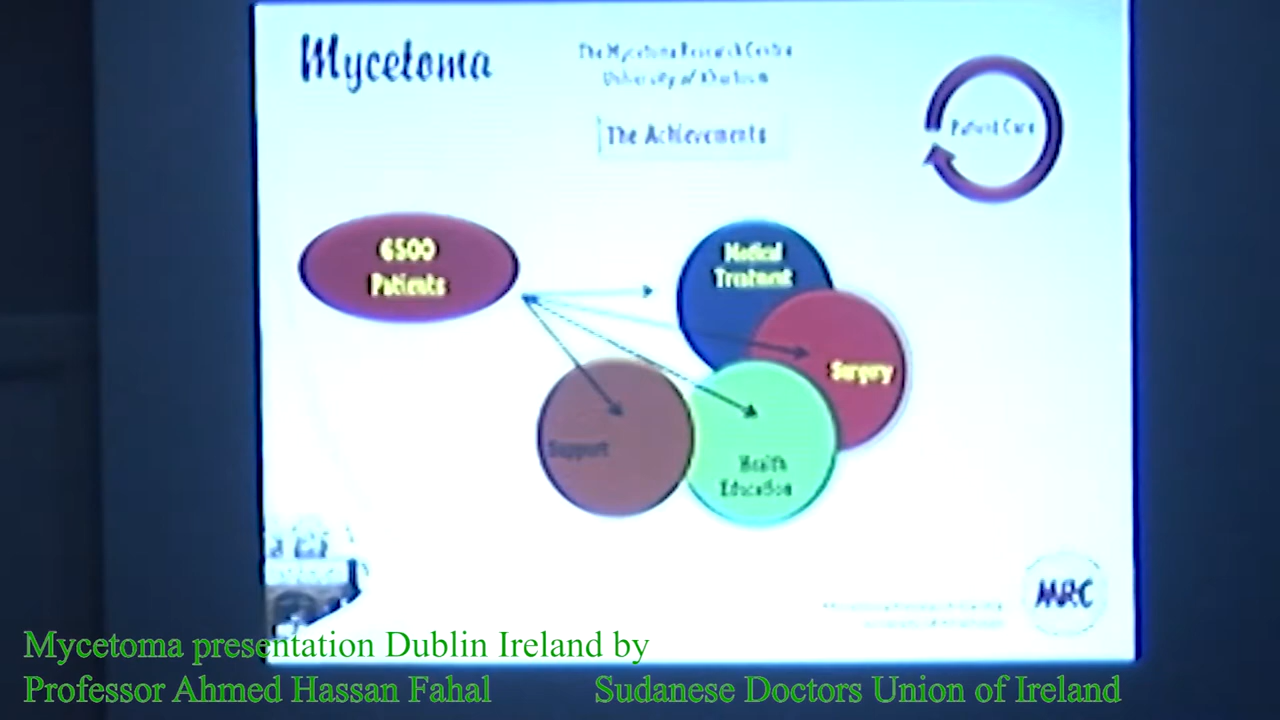 Mycetoma
The Mycetoma Research Centre
University of Khartoum
The Achievements
Patient Care
6500
Patients
Medical
Treatment
Surgery
Support
Health
Education
MRC
Mycetoma presentation Dublin Ireland by
Professor Ahmed Hassan Fahal
Sudanese Doctors Union of Ireland